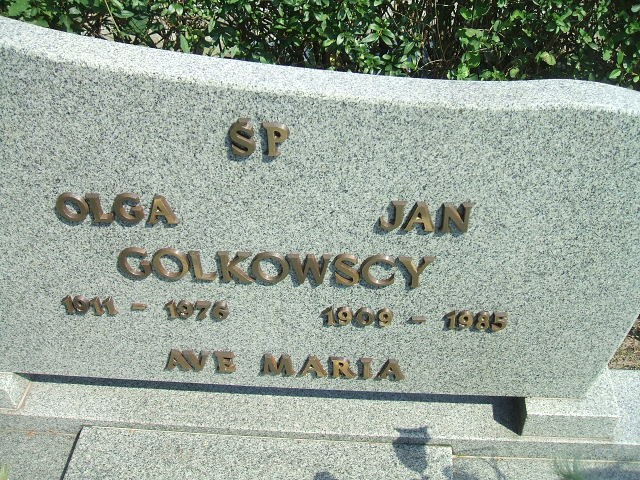 ŚP
OLGA JAN
GOLKOWSCY
1911 - 1976 1909 - 1985
AVE MARIA